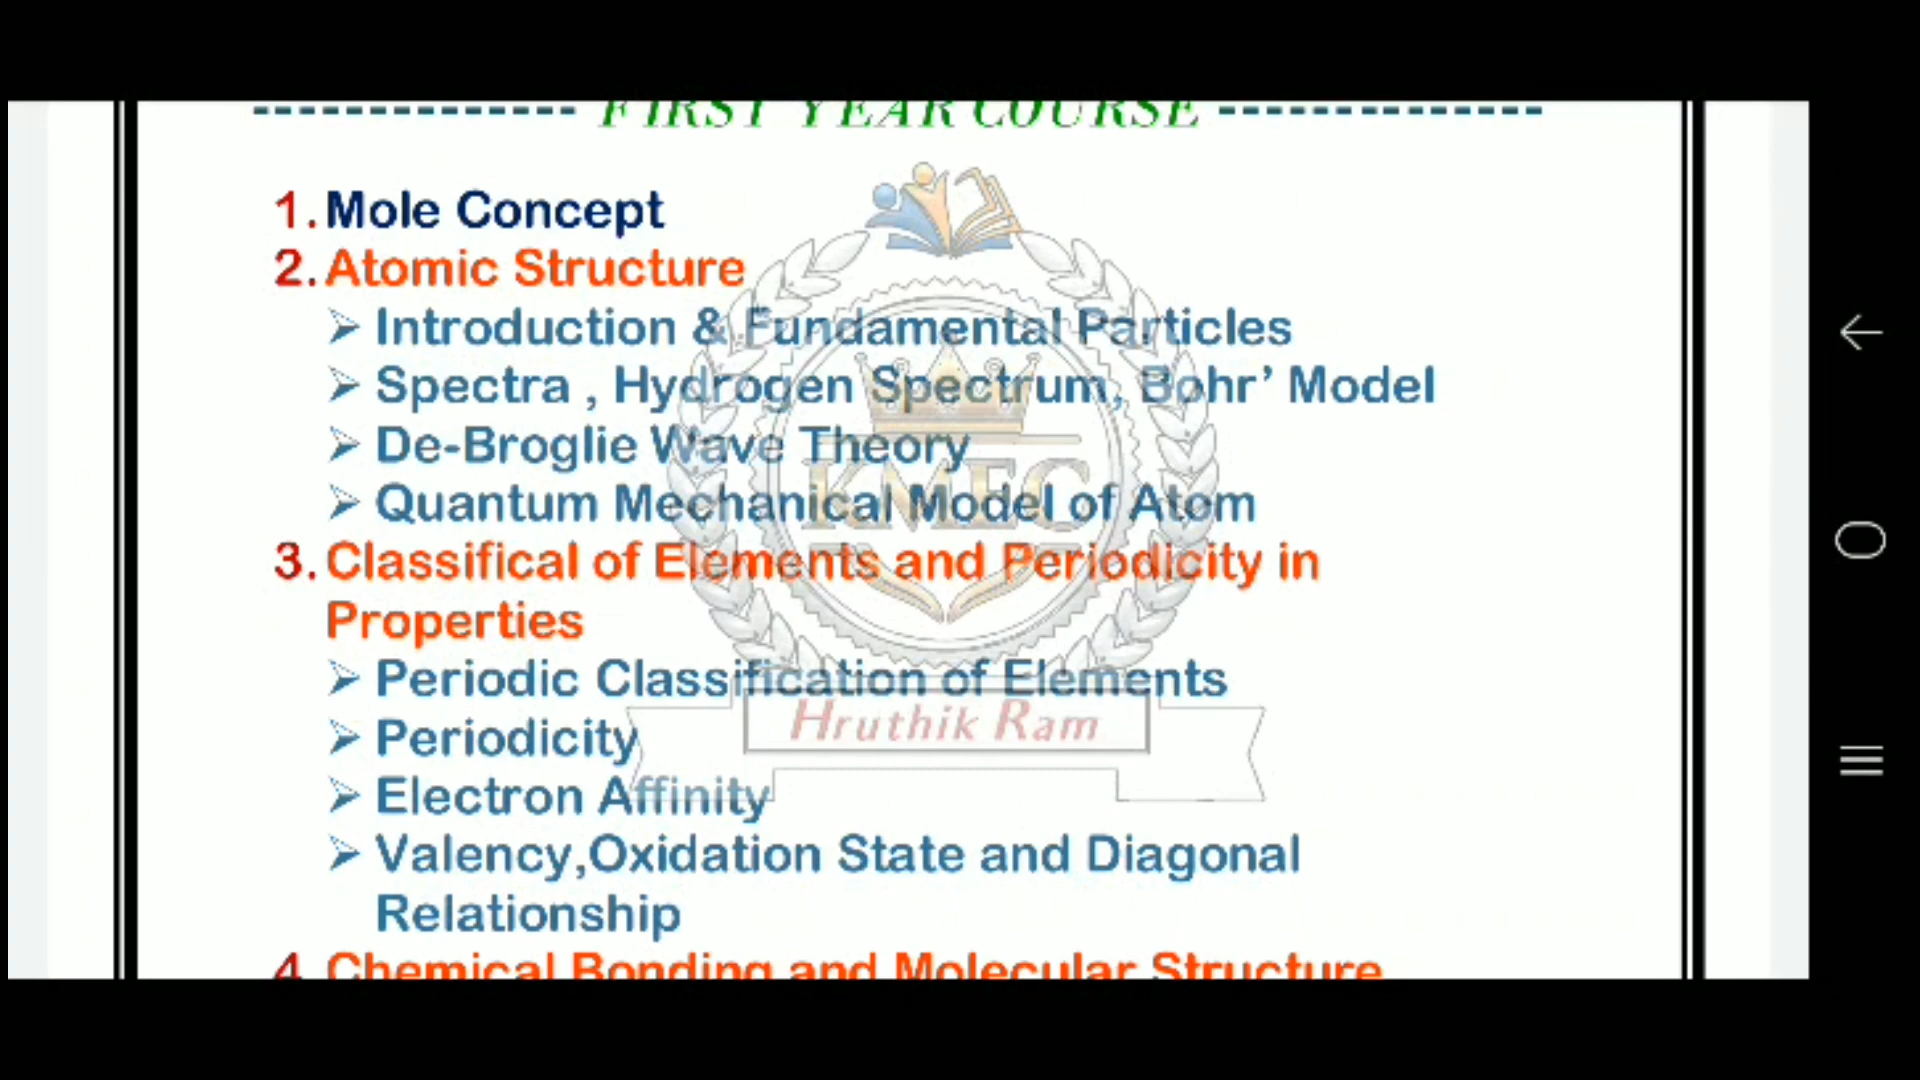 ------------- FIRST YEAR COURSE -------------
1. Mole Concept
2. Atomic Structure
➢ Introduction & Fundamental Particles
➢ Spectra , Hydrogen Spectrum, Bohr’ Model
➢ De-Broglie Wave Theory
➢ Quantum Mechanical Model of Atom
KMEC
3. Classifical of Elements and Periodicity in
Properties
➢ Periodic Classification of Elements
Hruthik Ram
➢ Periodicity
➢ Electron Affinity
➢ Valency,Oxidation State and Diagonal
Relationship
4. Chemical Bonding and Molecular Structure